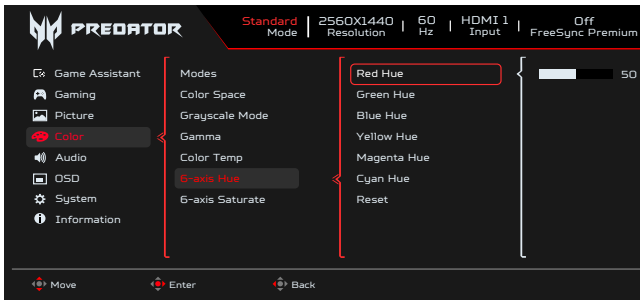 PREDATOR
Standard Mode
2560X1440 Resolution
60 Hz
HDMI 1 Input
Off FreeSync Premium
Game Assistant
Gaming
Picture
Color
Audio
OSD
System
Information
Modes
Color Space
Grayscale Mode
Gamma
Color Temp
6-axis Hue
6-axis Saturate
Red Hue
Green Hue
Blue Hue
Yellow Hue
Magenta Hue
Cyan Hue
Reset
50
Move
Enter
Back